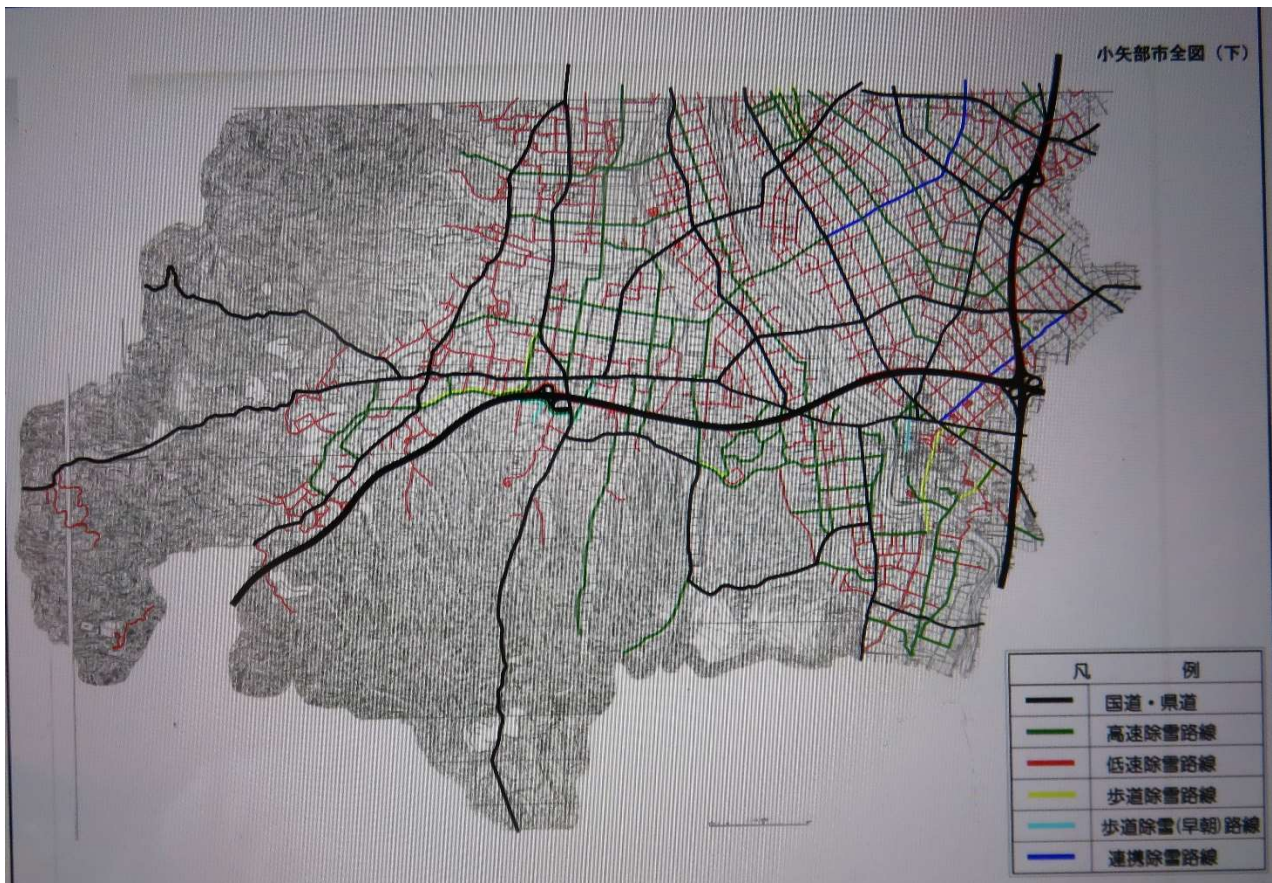 小矢部市全図（下）
凡 例
国道・県道
高速除雪路線
低速除雪路線
歩道除雪路線
歩道除雪(早朝)路線
連携除雪路線